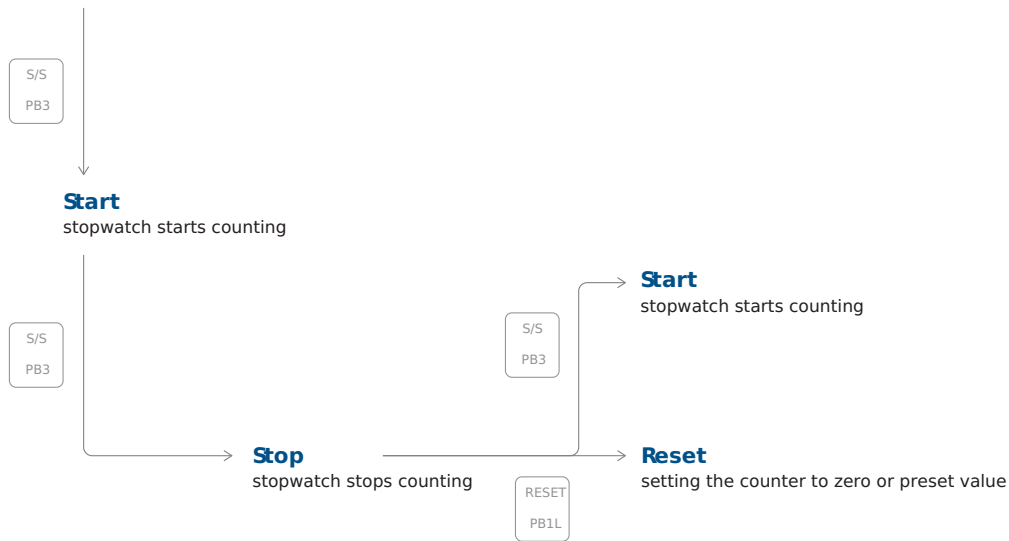 S/S
PB3
Start
stopwatch starts counting
Start
stopwatch starts counting
S/S
PB3
S/S
PB3
Stop
stopwatch stops counting
Reset
setting the counter to zero or preset value
RESET
PB1L